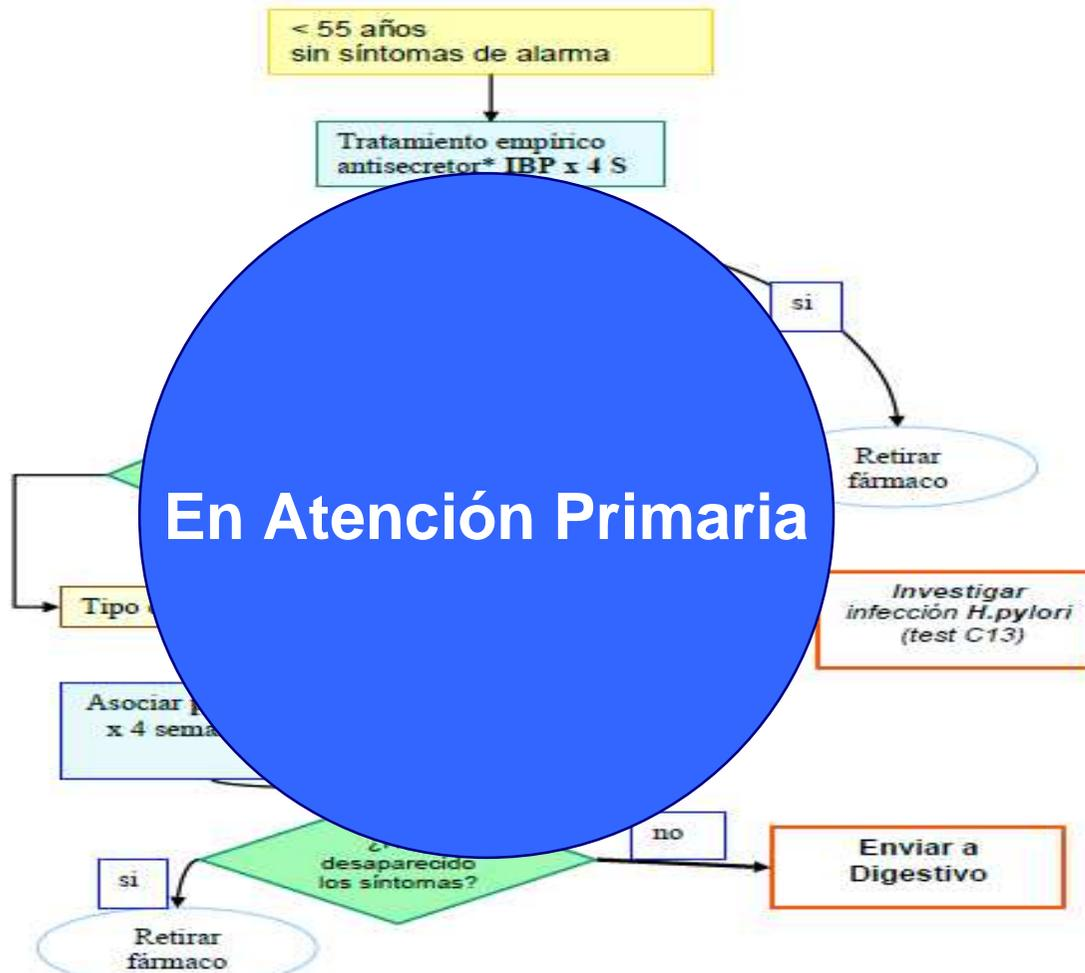 < 55 años
sin síntomas de alarma
Tratamiento empírico
antisecretor* IBP x 4 S
si
Retirar
fármaco
En Atención Primaria
Tipo
Investigar
infección H.pylori
(test C13)
Asociar
x 4
desaparecido
los síntomas?
no
Enviar a
Digestivo
si
Retirar
fármaco